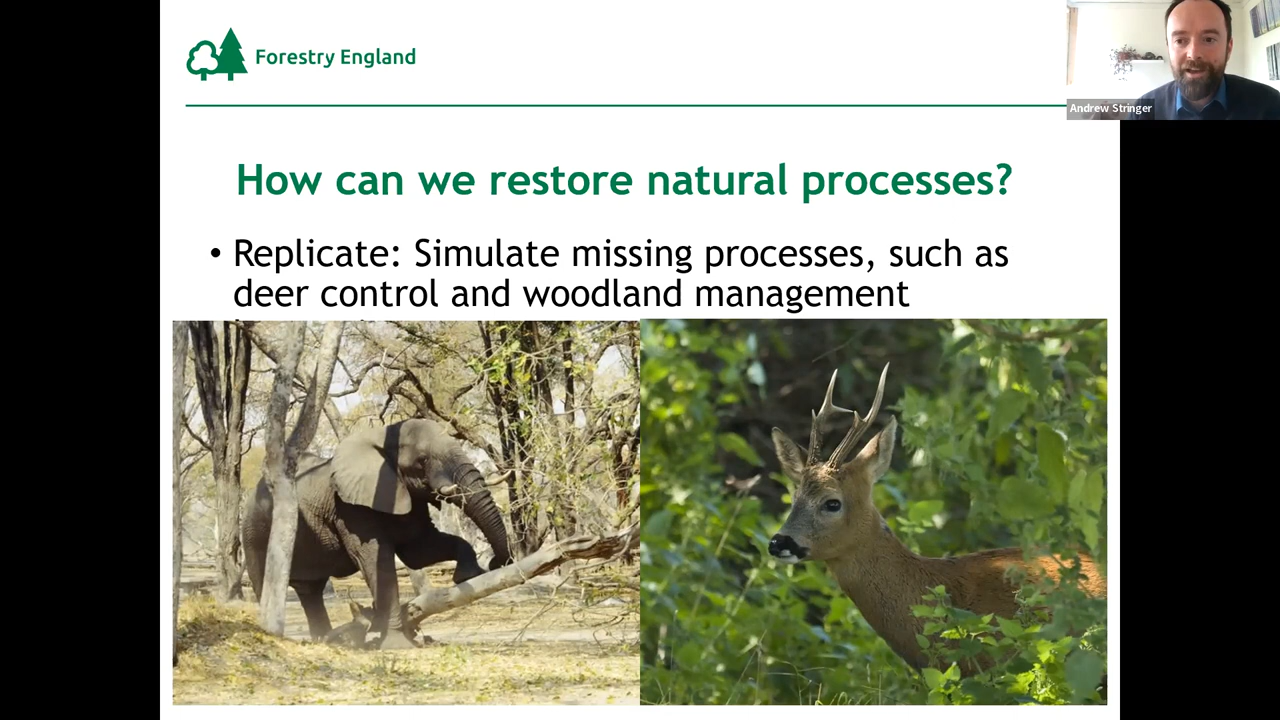 Forestry England
Andrew Stringer
How can we restore natural processes?
• Replicate: Simulate missing processes, such as
deer control and woodland management